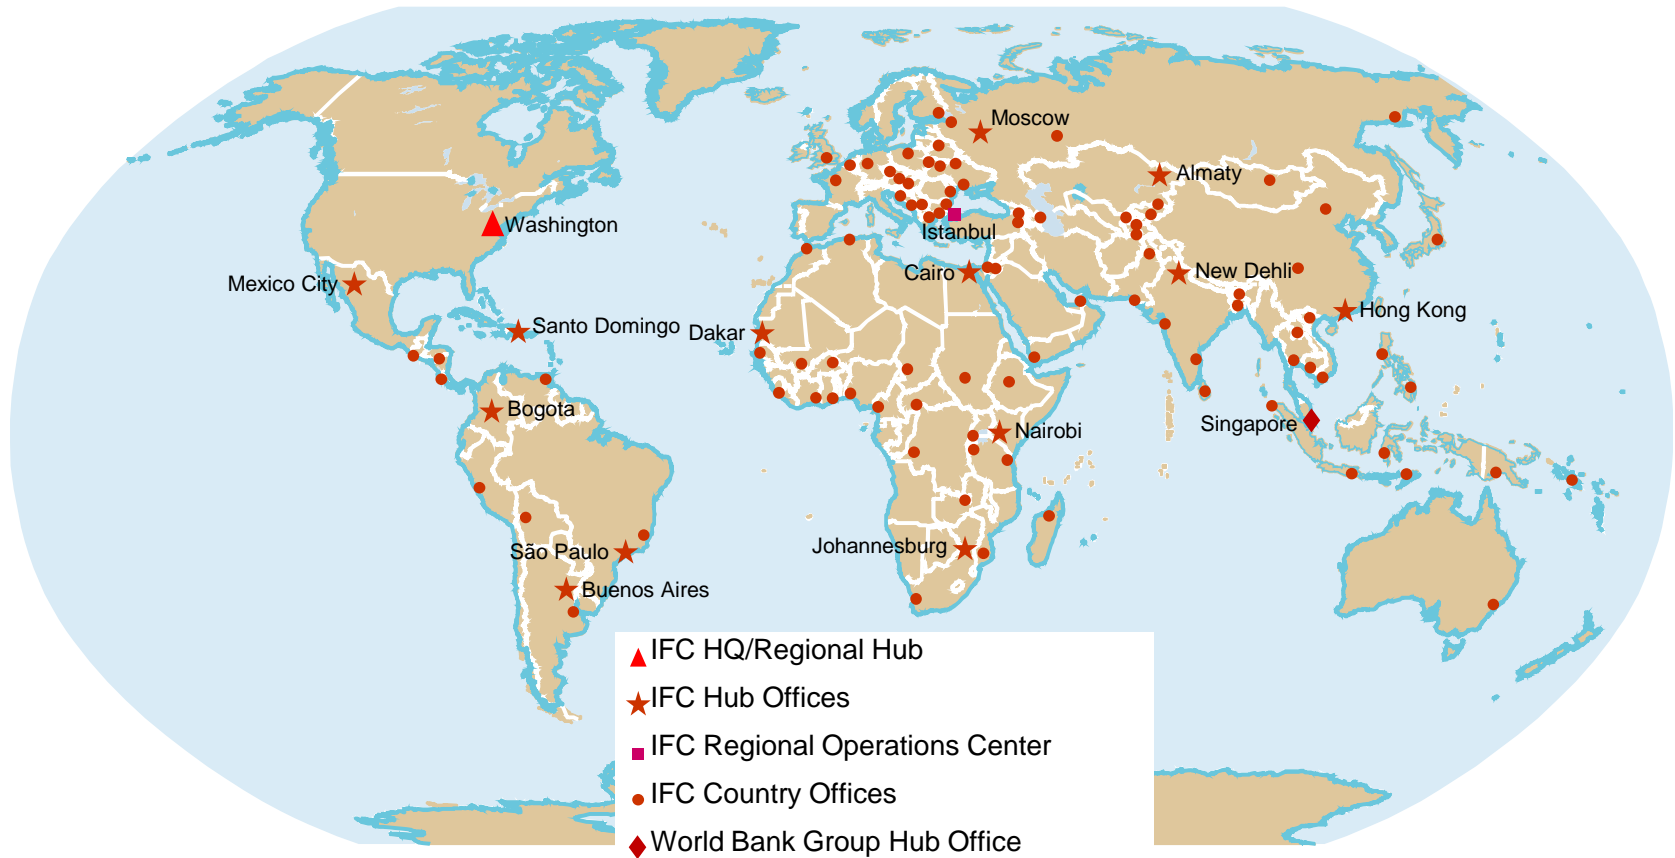 Moscow
Almaty
Washington
Istanbul
Cairo
New Dehli
Mexico City
Hong Kong
Santo Domingo
Dakar
Bogota
Singapore
Nairobi
Johannesburg
São Paulo
Buenos Aires
IFC HQ/Regional Hub
IFC Hub Offices
IFC Regional Operations Center
IFC Country Offices
World Bank Group Hub Office